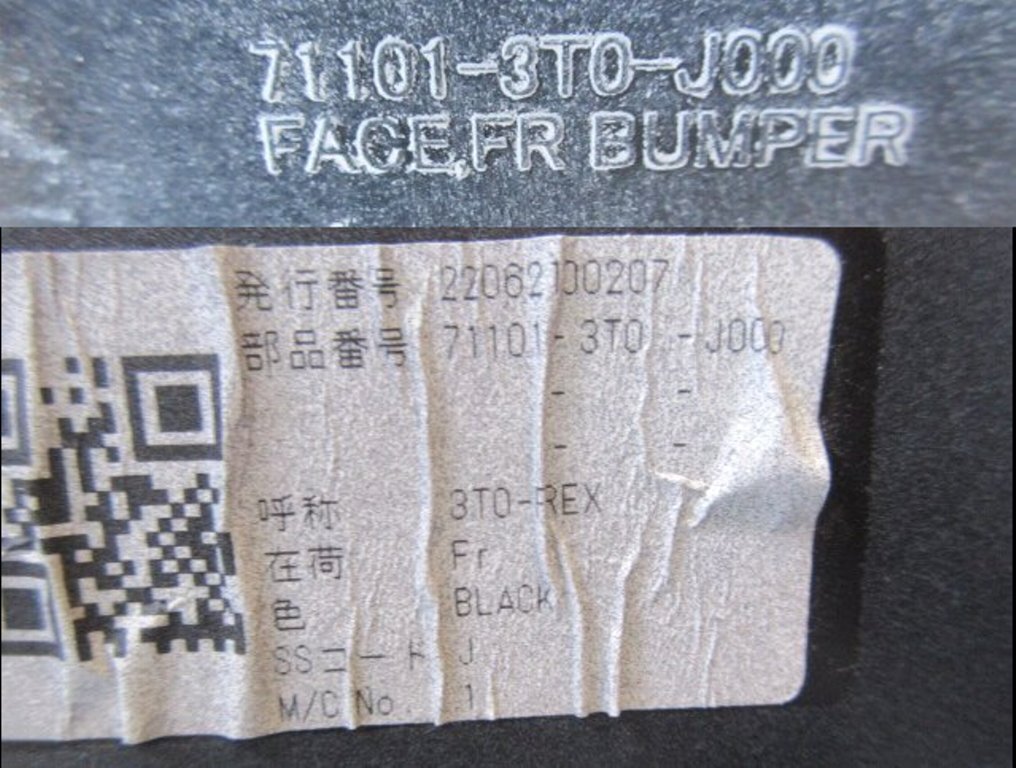 71101-3T0-J000
FACE,FR BUMPER
発行番号 22062100207
部品番号 71101-3T0 -J000
- -
- -
呼称 3T0-REX
在荷 Fr
色 BLACK
SSコード J
M/C No. 1